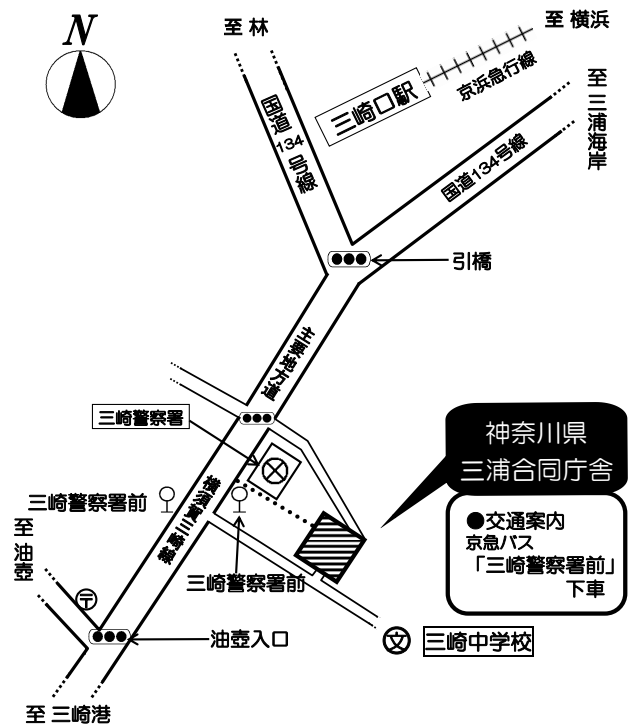 N
至 林
至 横浜
京浜急行線
三崎口駅
至 三浦海岸
国道134号線
国道134号線
引橋
主要地方道
三崎警察署
神奈川県
三浦合同庁舎
横須賀三崎線
三崎警察署前
●交通案内
京急バス
「三崎警察署前」
下車
至 油壺
三崎警察署前
〒
油壺入口
文
三崎中学校
至 三崎港